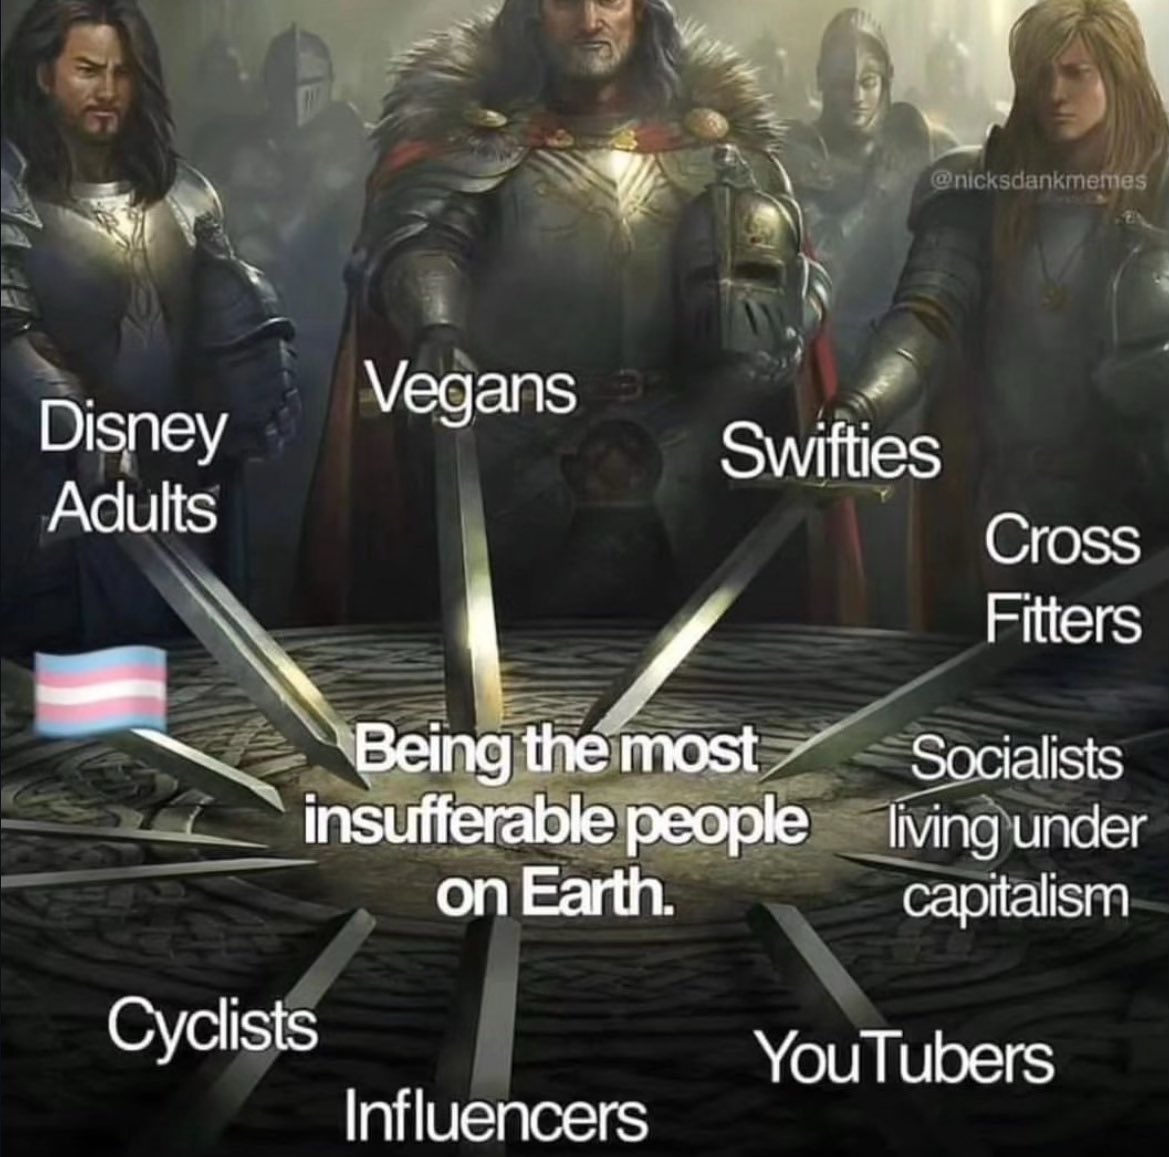 @nicksdankmemes
Vegans
Disney
Adults
Swifties
Cross
Fitters
Being the most
insufferable people
on Earth.
Socialists
living under
capitalism
Cyclists
YouTubers
Influencers